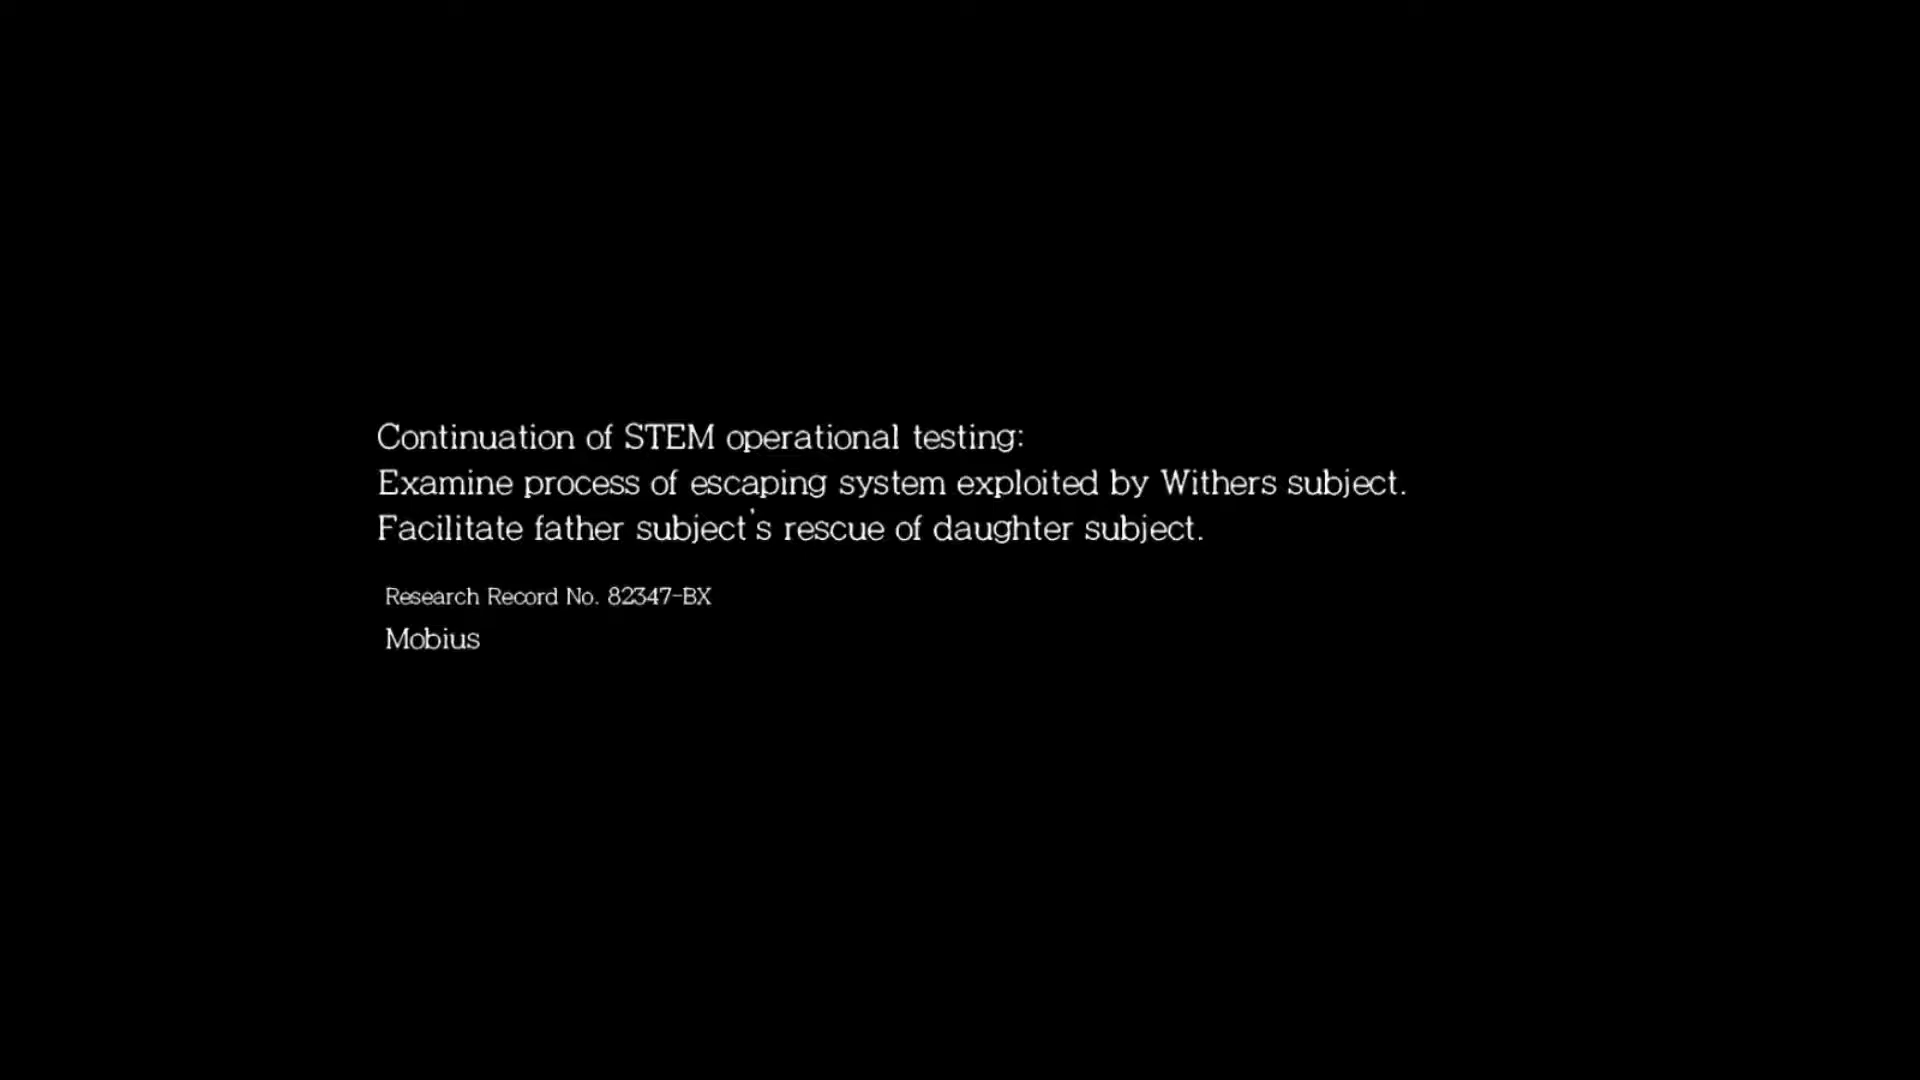 Continuation of STEM operational testing:
Examine process of escaping system exploited by Withers subject.
Facilitate father subject's rescue of daughter subject.
Research Record No. 82347-BX
Mobius